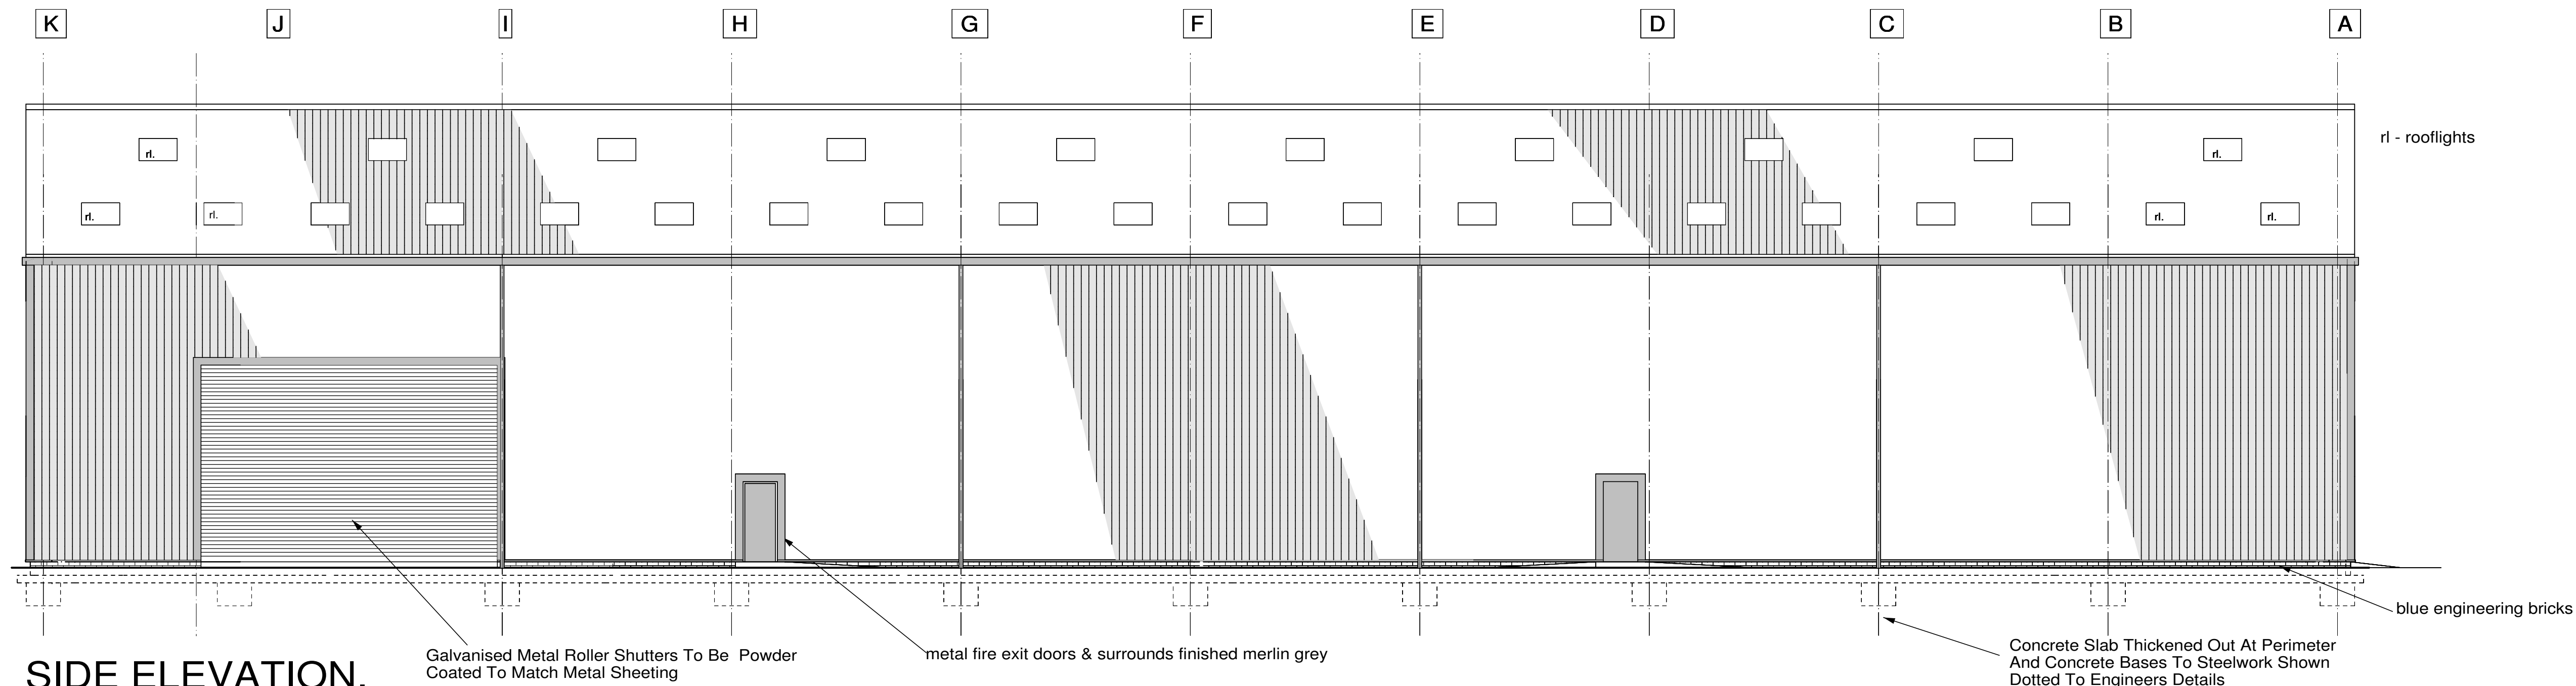 K J I H G F E D C B A
rl - rooflights
rl. rl.
rl. rl. rl. rl.
blue engineering bricks
Galvanised Metal Roller Shutters To Be Powder
Coated To Match Metal Sheeting
metal fire exit doors & surrounds finished merlin grey
Concrete Slab Thickened Out At Perimeter
And Concrete Bases To Steelwork Shown
Dotted To Engineers Details
SIDE ELEVATION.